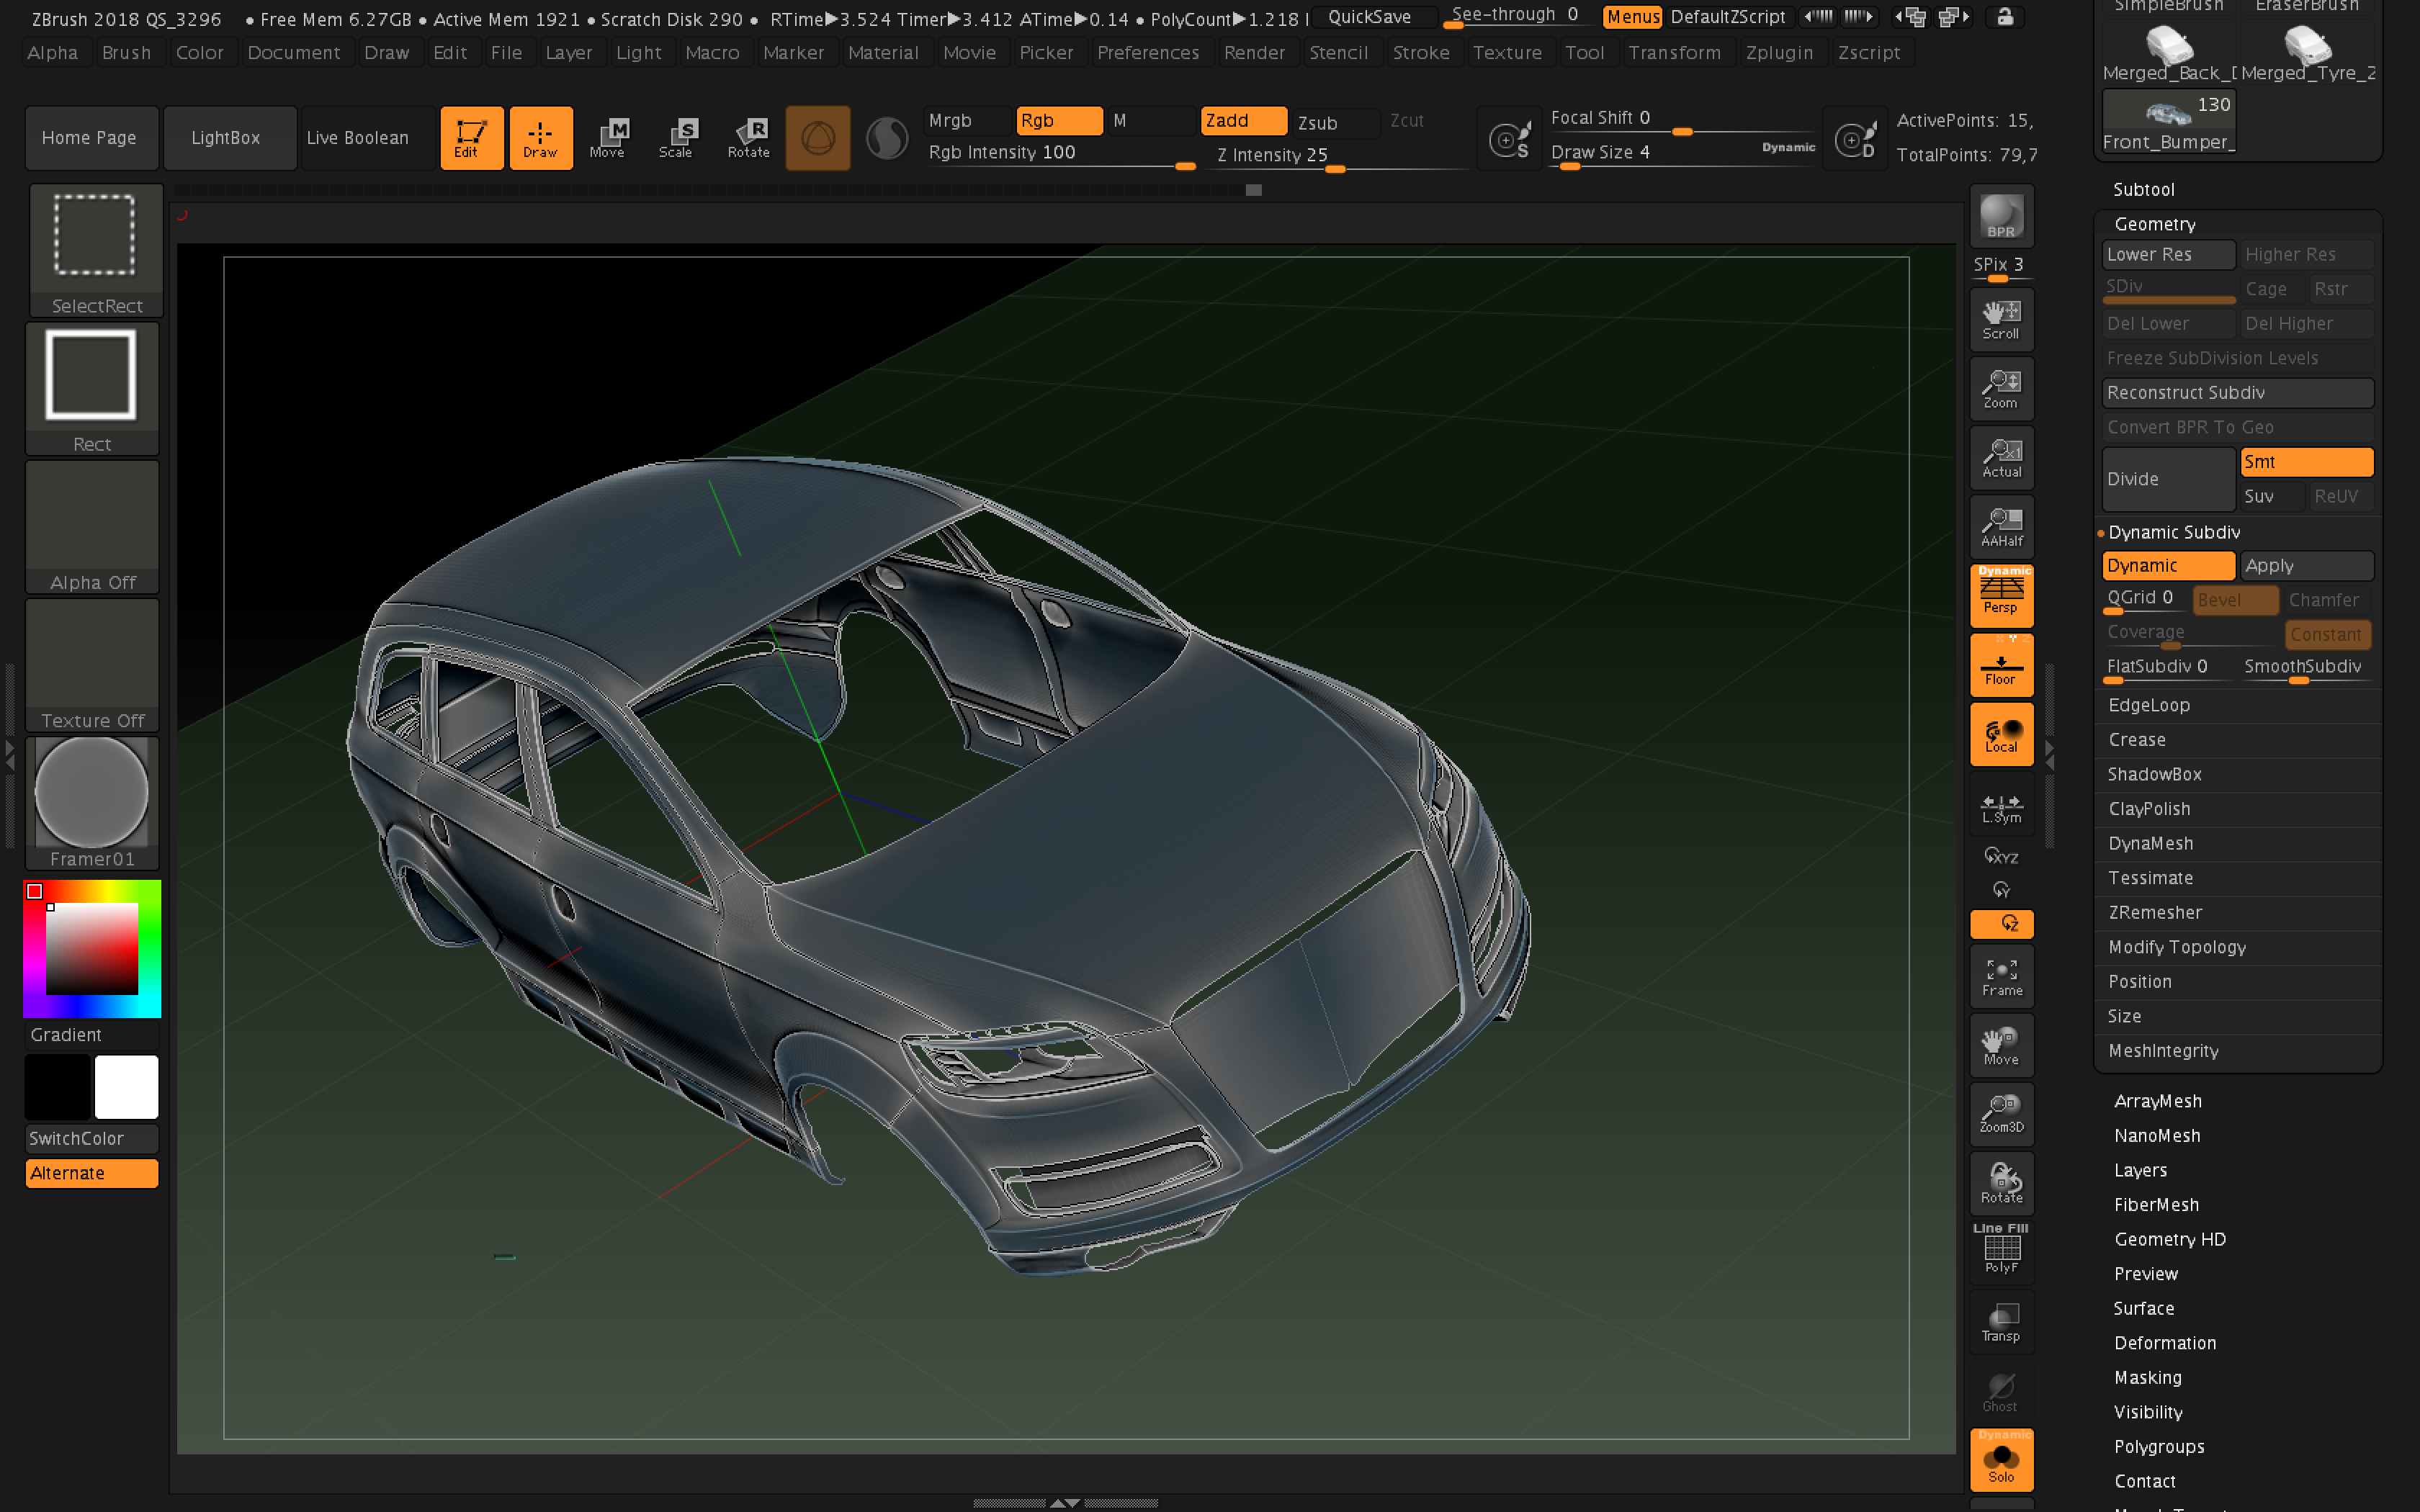 ZBrush 2018 QS_3296 • Free Mem 6.27GB • Active Mem 1921 • Scratch Disk 290 • RTime▶3.524 Timer▶3.412 ATime▶0.14 • PolyCount▶1.218 QuickSave See-through 0 Menus DefaultZScript
Alpha Brush Color Document Draw Edit File Layer Light Macro Marker Material Movie Picker Preferences Render Stencil Stroke Texture Tool Transform Zplugin Zscript
Home Page LightBox Live Boolean Edit Draw Move Scale Rotate
M S R
Mrgb Rgb M Zadd Zsub Zcut
Rgb Intensity 100 Z Intensity 25
S Focal Shift 0
Draw Size 4 Dynamic
D ActivePoints: 15,
TotalPoints: 79,7
SelectRect
Rect
Alpha Off
Texture Off
Framer01
Gradient
SwitchColor
Alternate
BPR
SPix 3
Scroll
Zoom
x1
Actual
AAHalf
Dynamic
Persp
Floor
Local
L.Sym
XYZ
Y
Z
Frame
Move
Zoom3D
Rotate
Line Fill
PolyF
Transp
Ghost
Dynamic
Solo
SimpleBrush EraserBrush
Merged_Back_D Merged_Tyre_2
130
Front_Bumper_
Subtool
Geometry
Lower Res Higher Res
SDiv Cage Rstr
Del Lower Del Higher
Freeze SubDivision Levels
Reconstruct Subdiv
Convert BPR To Geo
Divide Smt
Suv ReUV
Dynamic Subdiv
Dynamic Apply
QGrid 0 Bevel Chamfer
Coverage Constant
FlatSubdiv 0 SmoothSubdiv
EdgeLoop
Crease
ShadowBox
ClayPolish
DynaMesh
Tessimate
ZRemesher
Modify Topology
Position
Size
MeshIntegrity
ArrayMesh
NanoMesh
Layers
FiberMesh
Geometry HD
Preview
Surface
Deformation
Masking
Visibility
Polygroups
Contact